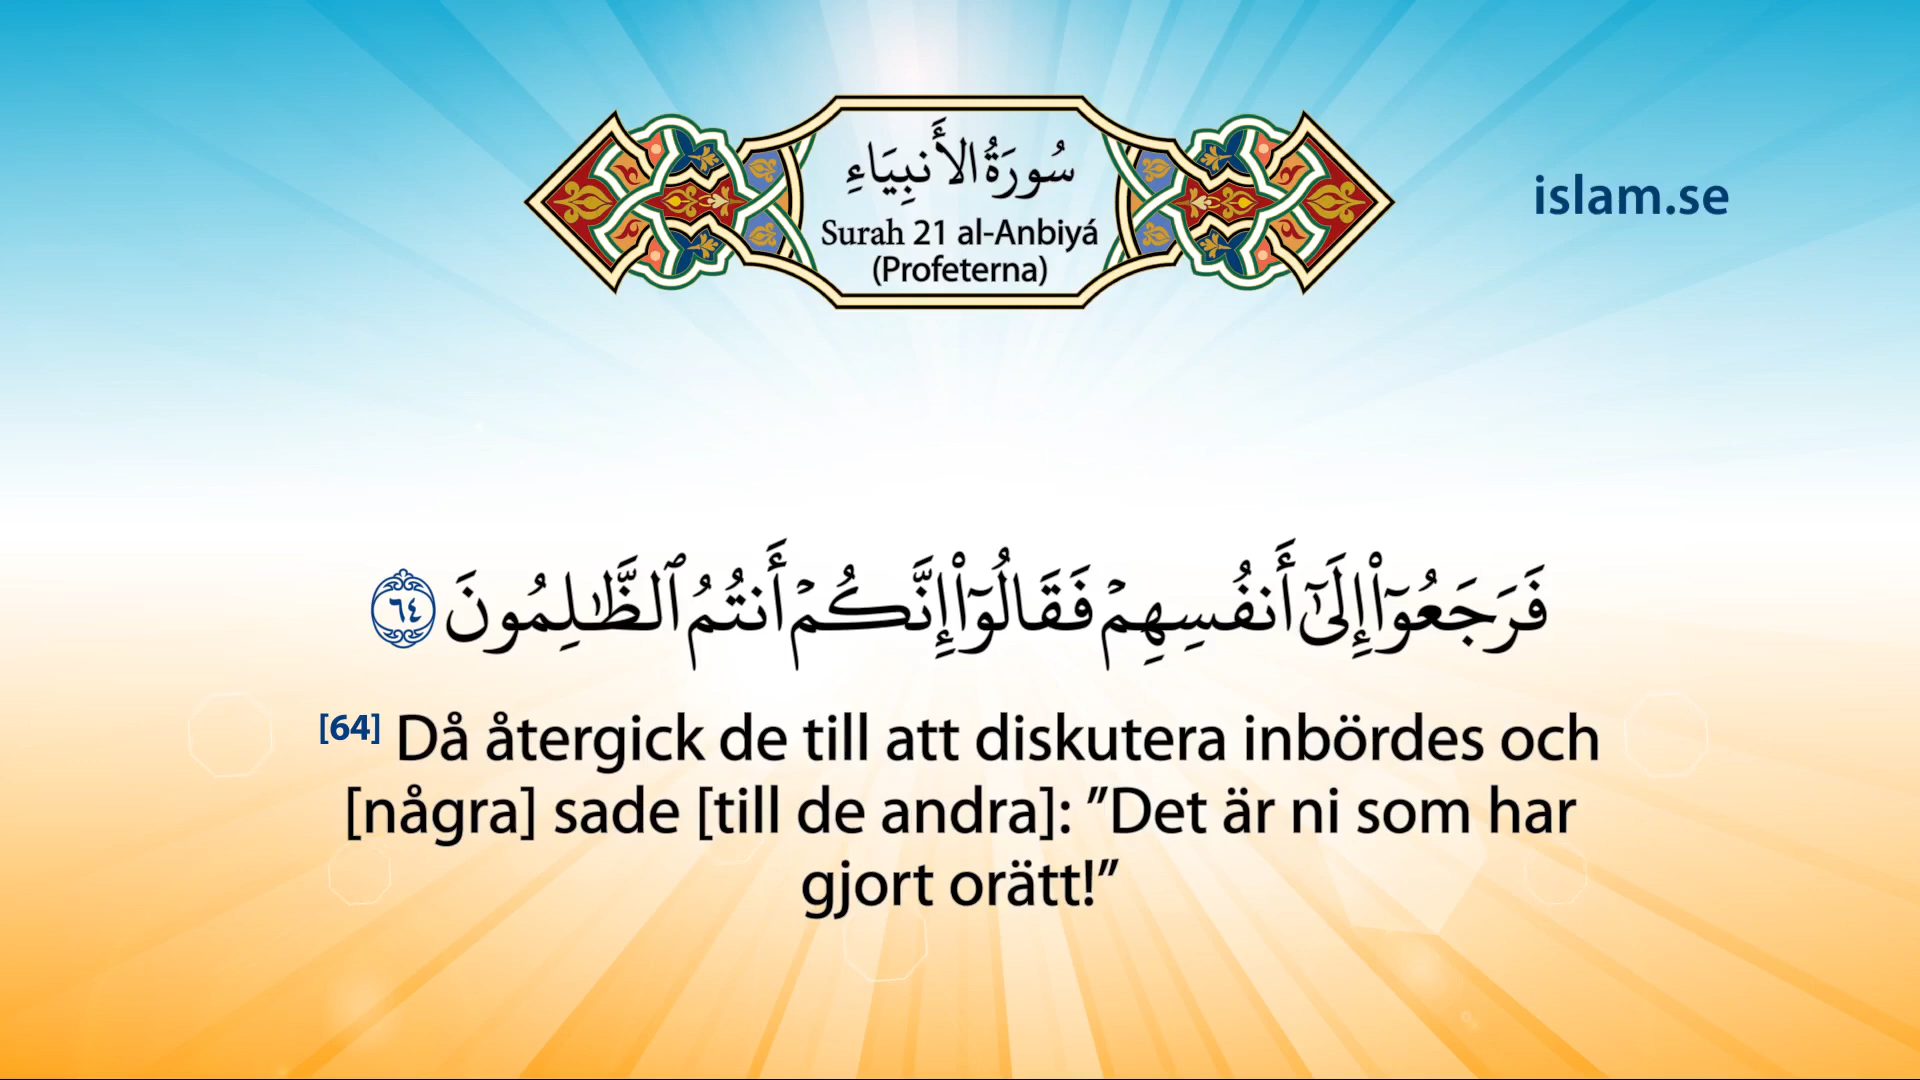 سُورَةُ الأَنبِيَاءِ
Surah 21 al-Anbiyá
(Profeterna)
islam.se
فَرَجَعُوٓا۟ إِلَىٰٓ أَنفُسِهِمْ فَقَالُوٓا۟ إِنَّكُمْ أَنتُمُ ٱلظَّـٰلِمُونَ ٦٤
[64] Då återgick de till att diskutera inbördes och
[några] sade [till de andra]: ”Det är ni som har
gjort orätt!”